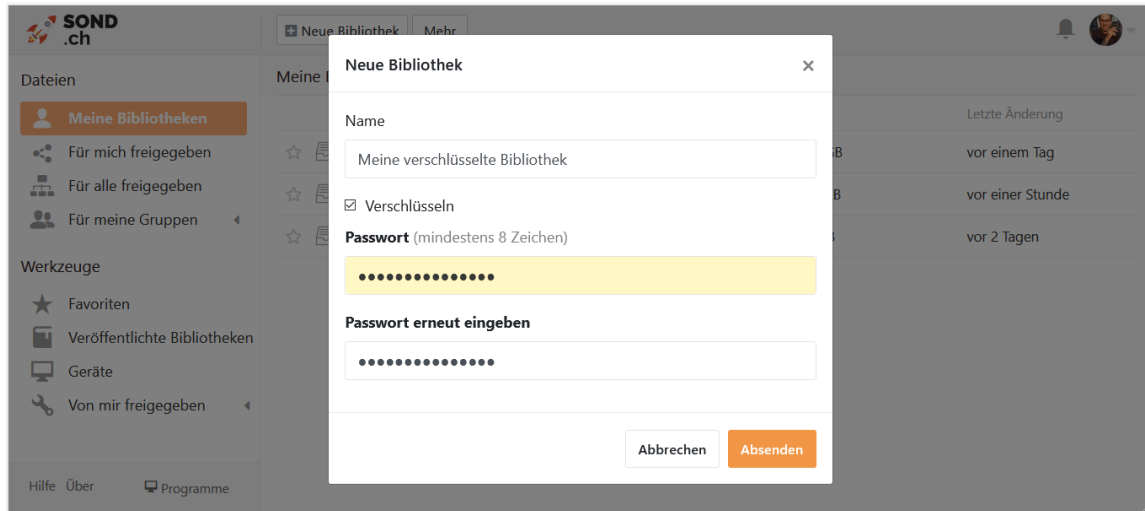 SOND
.ch
Neue Bibliothek
Mehr
Dateien
Meine Bibliotheken
Für mich freigegeben
Für alle freigegeben
Für meine Gruppen
Werkzeuge
Favoriten
Veröffentlichte Bibliotheken
Geräte
Von mir freigegeben
Hilfe Über Programme
Meine
Letzte Änderung
vor einem Tag
vor einer Stunde
vor 2 Tagen
Neue Bibliothek
×
Name
Meine verschlüsselte Bibliothek
Verschlüsseln
Passwort (mindestens 8 Zeichen)
●●●●●●●●●●●●●●●
Passwort erneut eingeben
●●●●●●●●●●●●●●●
Abbrechen Absenden